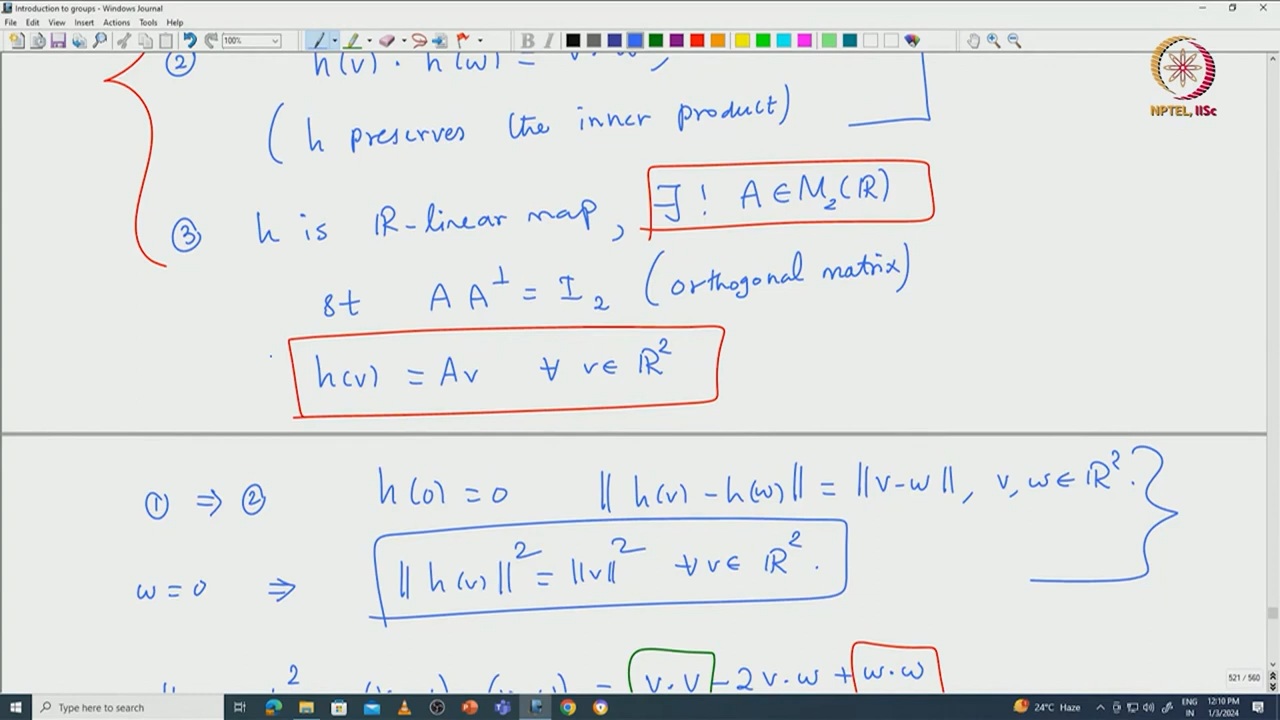 Introduction to groups - Windows Journal
File Edit View Insert Actions Tools Help
100%
B I
NPTEL, IISc
② h(v) · h(w) = v · w,
(h preserves the inner product)
③ h is ℝ-linear map, ∃! A ∈ M₂(ℝ)
st A A^⊥ = I₂ (orthogonal matrix)
h(v) = Av ∀ v ∈ ℝ²
① ⇒ ② h(0) = 0 ‖h(v) - h(w)‖ = ‖v-w‖, v, w ∈ ℝ².
w = 0 ⇒ ‖h(v)‖² = ‖v‖² ∀ v ∈ ℝ².
v·v - 2v·w + w·w
521 / 560
Type here to search
24°C Haze
ENG
IN
12:10 PM
1/3/2024